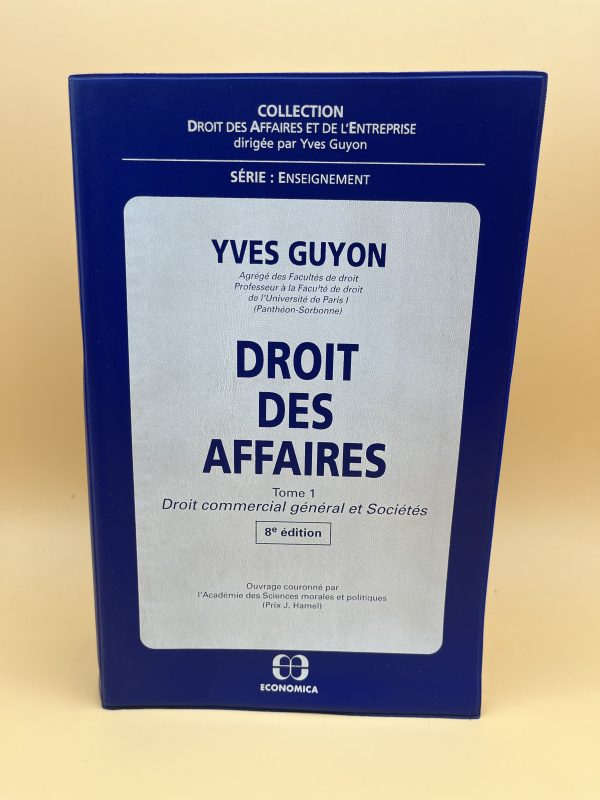 COLLECTION
DROIT DES AFFAIRES ET DE L'ENTREPRISE
dirigée par Yves Guyon
SÉRIE : ENSEIGNEMENT
YVES GUYON
Agrégé des Facultés de droit
Professeur à la Faculté de droit
de l'Université de Paris I
(Panthéon-Sorbonne)
DROIT
DES
AFFAIRES
Tome 1
Droit commercial général et Sociétés
8e édition
Ouvrage couronné par
l'Académie des Sciences morales et politiques
(Prix J. Hamel)
ECONOMICA